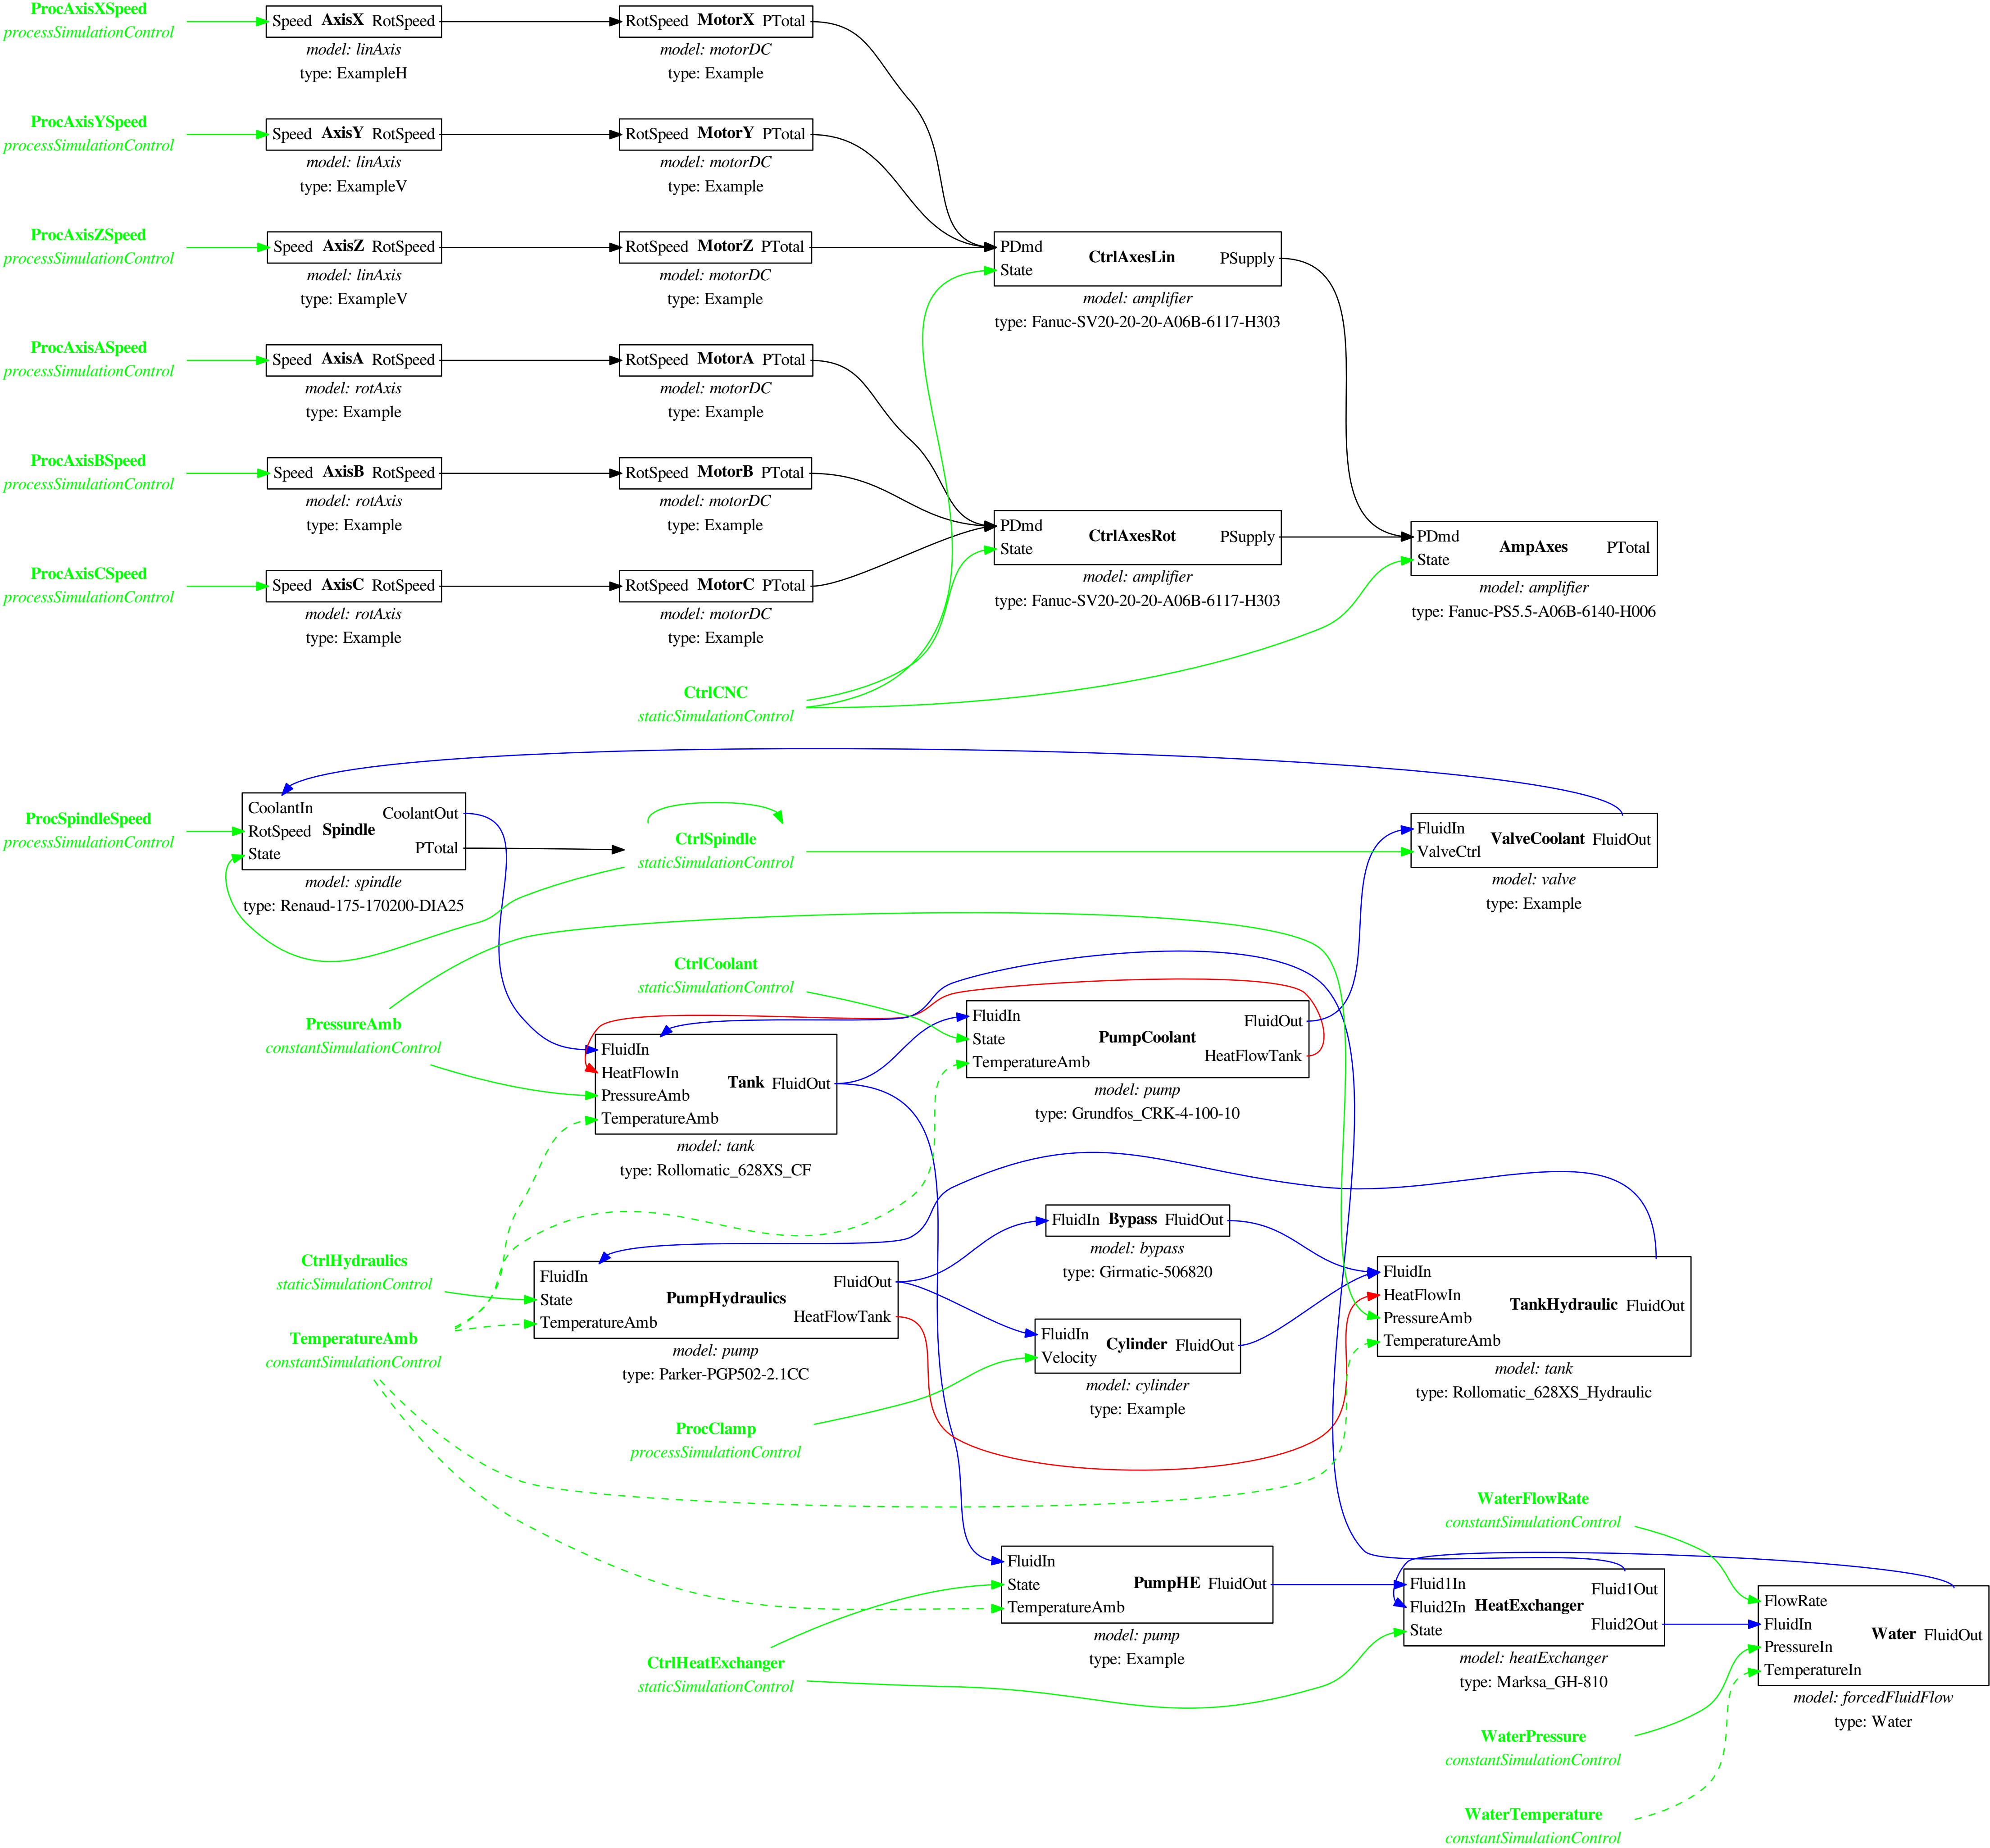 ProcAxisXSpeed
processSimulationControl
Speed AxisX RotSpeed
model: linAxis
type: ExampleH
RotSpeed MotorX PTotal
model: motorDC
type: Example
ProcAxisYSpeed
processSimulationControl
Speed AxisY RotSpeed
model: linAxis
type: ExampleV
RotSpeed MotorY PTotal
model: motorDC
type: Example
ProcAxisZSpeed
processSimulationControl
Speed AxisZ RotSpeed
model: linAxis
type: ExampleV
RotSpeed MotorZ PTotal
model: motorDC
type: Example
PDmd
State
CtrlAxesLin
PSupply
model: amplifier
type: Fanuc-SV20-20-20-A06B-6117-H303
ProcAxisASpeed
processSimulationControl
Speed AxisA RotSpeed
model: rotAxis
type: Example
RotSpeed MotorA PTotal
model: motorDC
type: Example
ProcAxisBSpeed
processSimulationControl
Speed AxisB RotSpeed
model: rotAxis
type: Example
RotSpeed MotorB PTotal
model: motorDC
type: Example
PDmd
State
CtrlAxesRot
PSupply
model: amplifier
type: Fanuc-SV20-20-20-A06B-6117-H303
PDmd
State
AmpAxes
PTotal
model: amplifier
type: Fanuc-PS5.5-A06B-6140-H006
ProcAxisCSpeed
processSimulationControl
Speed AxisC RotSpeed
model: rotAxis
type: Example
RotSpeed MotorC PTotal
model: motorDC
type: Example
CtrlCNC
staticSimulationControl
ProcSpindleSpeed
processSimulationControl
CoolantIn
RotSpeed
State
Spindle
CoolantOut
PTotal
model: spindle
type: Renaud-175-170200-DIA25
CtrlSpindle
staticSimulationControl
FluidIn
ValveCtrl
ValveCoolant
FluidOut
model: valve
type: Example
CtrlCoolant
staticSimulationControl
PressureAmb
constantSimulationControl
FluidIn
HeatFlowIn
PressureAmb
TemperatureAmb
Tank
FluidOut
model: tank
type: Rollomatic_628XS_CF
FluidIn
State
TemperatureAmb
PumpCoolant
FluidOut
HeatFlowTank
model: pump
type: Grundfos_CRK-4-100-10
CtrlHydraulics
staticSimulationControl
TemperatureAmb
constantSimulationControl
FluidIn
State
TemperatureAmb
PumpHydraulics
FluidOut
HeatFlowTank
model: pump
type: Parker-PGP502-2.1CC
FluidIn Bypass FluidOut
model: bypass
type: Girmatic-506820
FluidIn
Velocity
Cylinder
FluidOut
model: cylinder
type: Example
FluidIn
HeatFlowIn
PressureAmb
TemperatureAmb
TankHydraulic
FluidOut
model: tank
type: Rollomatic_628XS_Hydraulic
ProcClamp
processSimulationControl
WaterFlowRate
constantSimulationControl
FluidIn
State
TemperatureAmb
PumpHE
FluidOut
model: pump
type: Example
Fluid1In
Fluid2In
State
HeatExchanger
Fluid1Out
Fluid2Out
model: heatExchanger
type: Marksa_GH-810
FlowRate
FluidIn
PressureIn
TemperatureIn
Water
FluidOut
model: forcedFluidFlow
type: Water
CtrlHeatExchanger
staticSimulationControl
WaterPressure
constantSimulationControl
WaterTemperature
constantSimulationControl